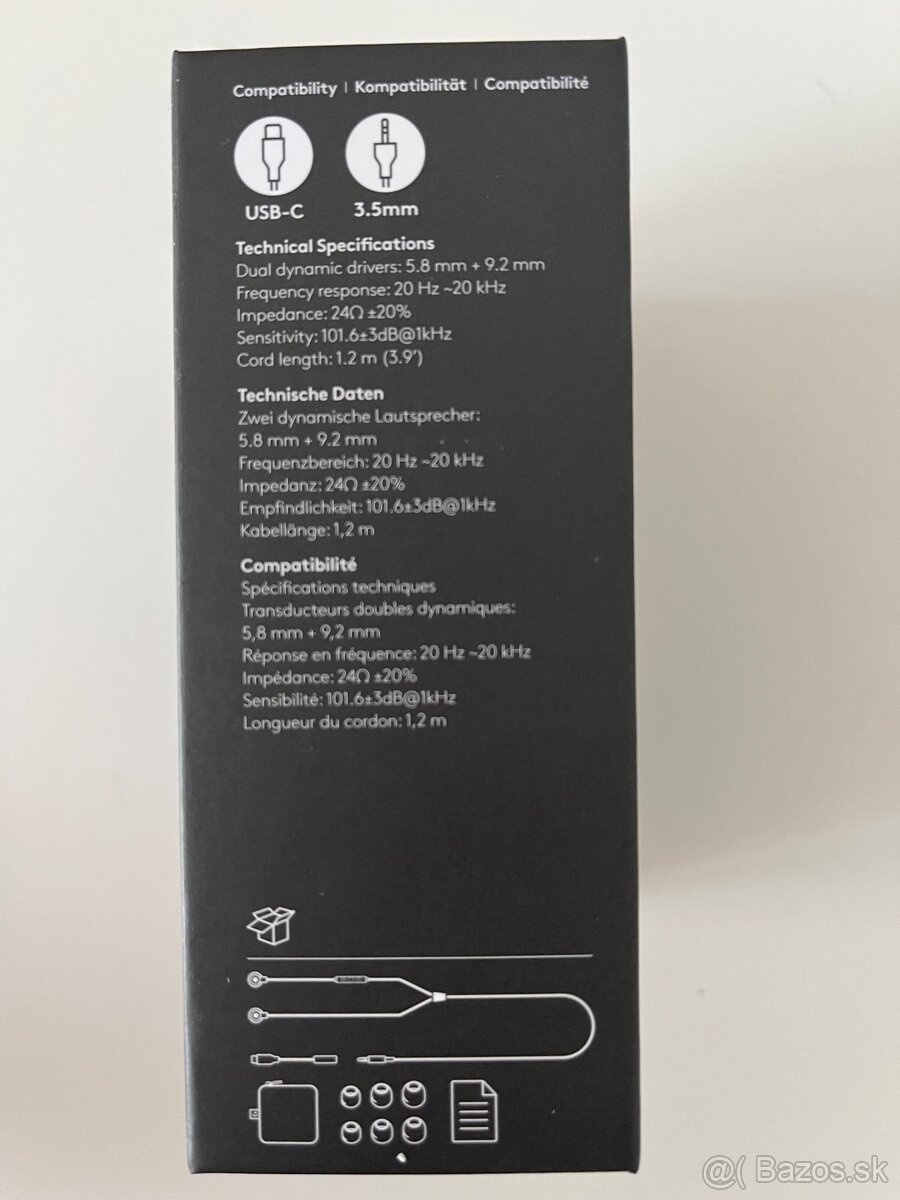 Compatibility | Kompatibilität | Compatibilité
USB-C 3.5mm
Technical Specifications
Dual dynamic drivers: 5.8 mm + 9.2 mm
Frequency response: 20 Hz ~20 kHz
Impedance: 24Ω ±20%
Sensitivity: 101.6±3dB@1kHz
Cord length: 1.2 m (3.9')
Technische Daten
Zwei dynamische Lautsprecher:
5.8 mm + 9.2 mm
Frequenzbereich: 20 Hz ~20 kHz
Impedanz: 24Ω ±20%
Empfindlichkeit: 101.6±3dB@1kHz
Kabellänge: 1,2 m
Compatibilité
Spécifications techniques
Transducteurs doubles dynamiques:
5,8 mm + 9,2 mm
Réponse en fréquence: 20 Hz ~20 kHz
Impédance: 24Ω ±20%
Sensibilité: 101.6±3dB@1kHz
Longueur du cordon: 1,2 m
@( Bazos.sk